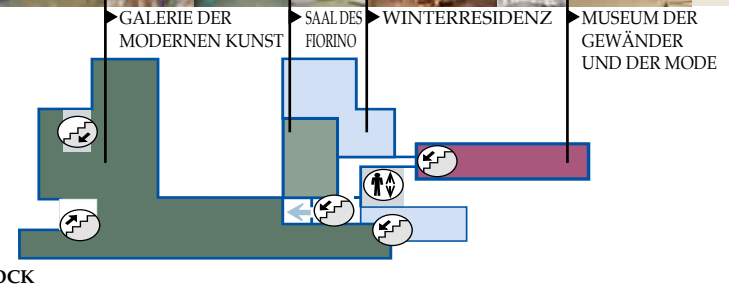 GALERIE DER
MODERNEN KUNST
SAAL DES
FIORINO
WINTERRESIDENZ
MUSEUM DER
GEWÄNDER
UND DER MODE
OCK